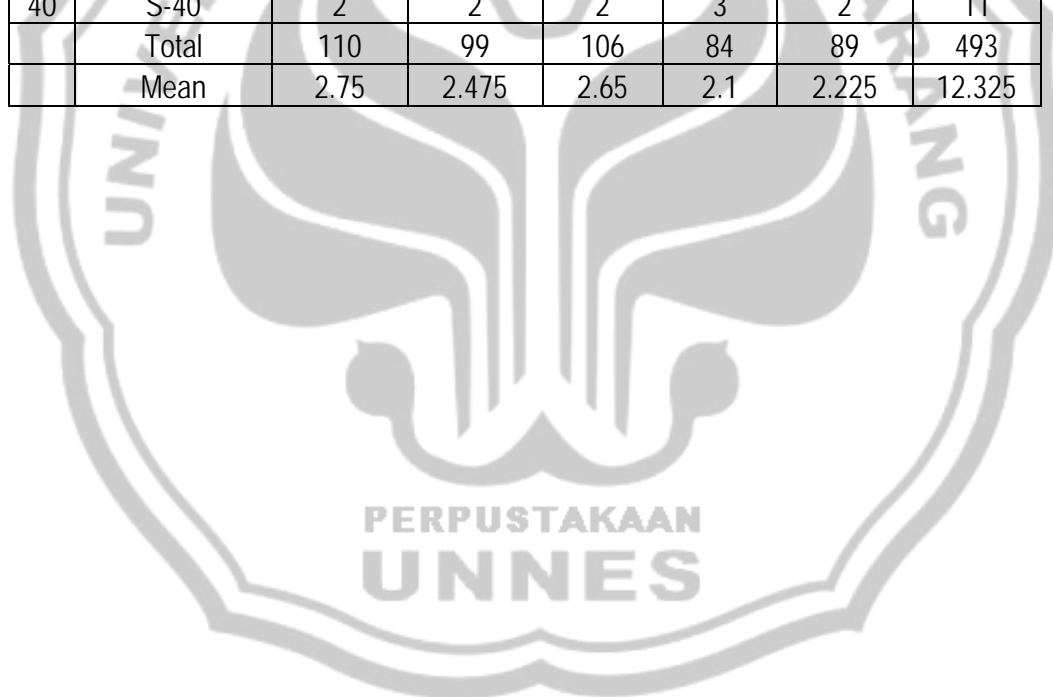 40 S-40 2 2 2 3 2 11
Total 110 99 106 84 89 493
Mean 2.75 2.475 2.65 2.1 2.225 12.325
PERPUSTAKAAN
UNNES